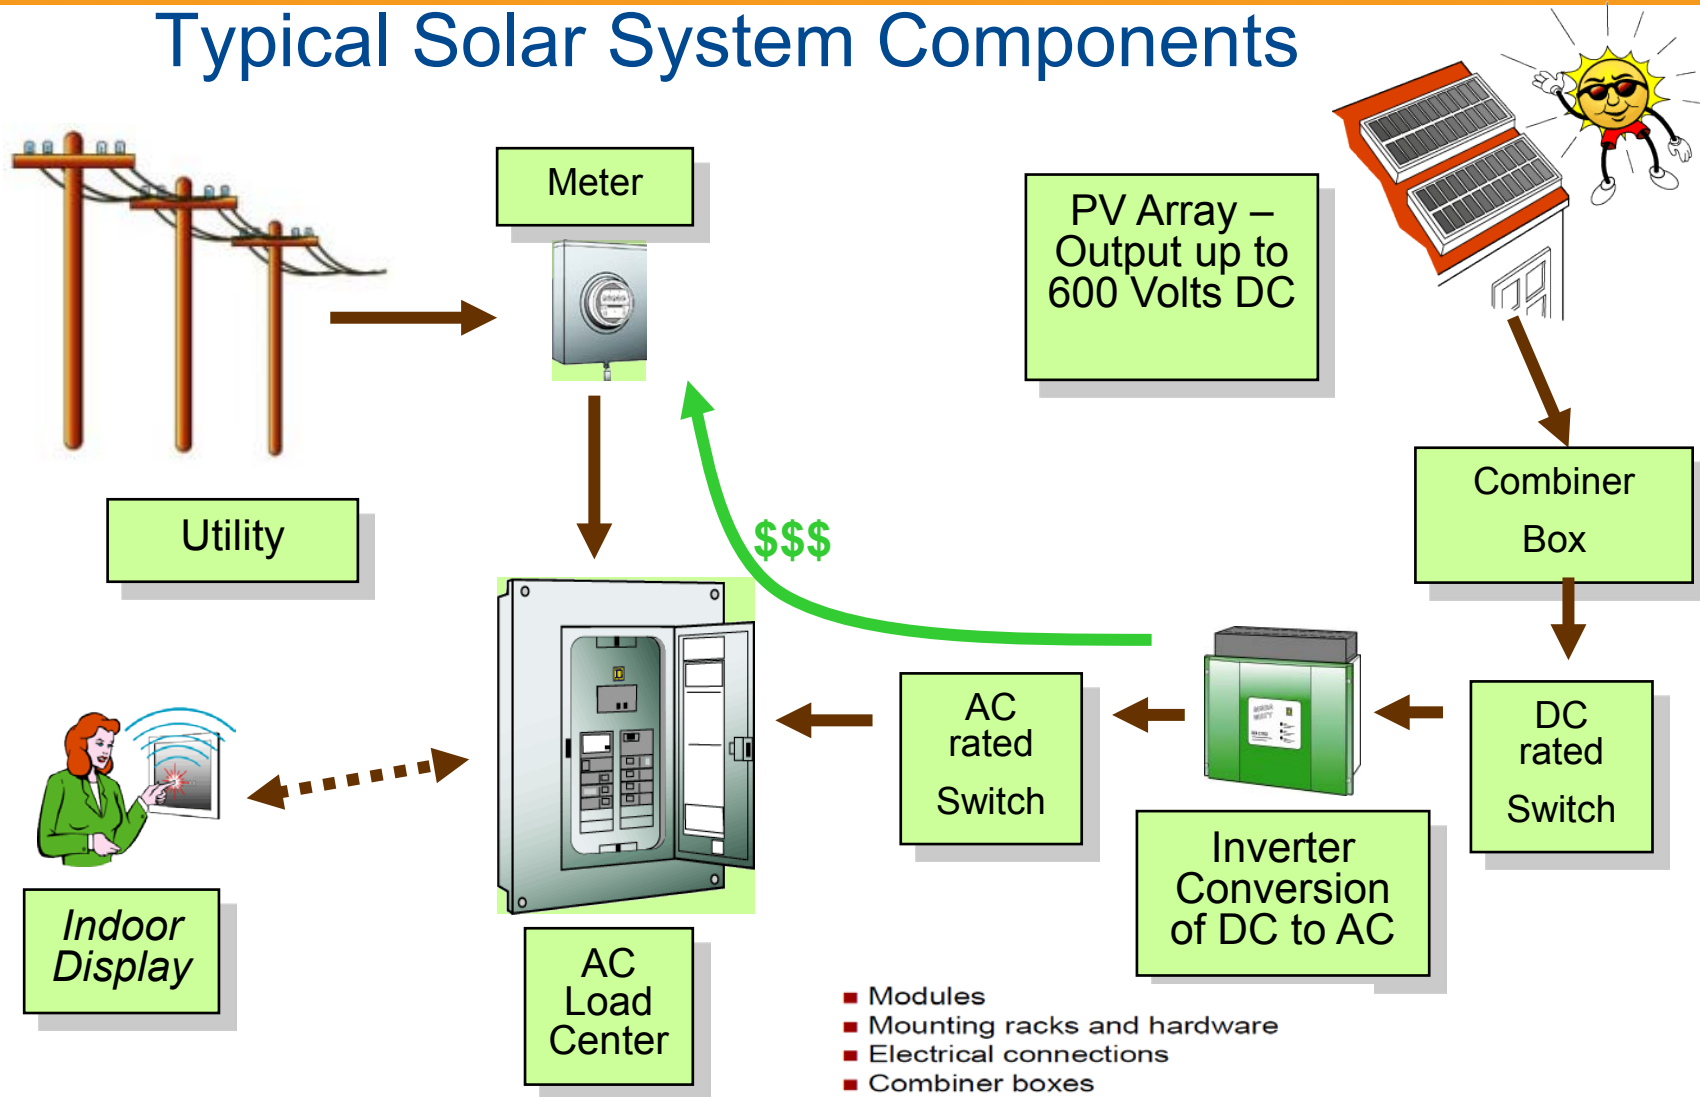 Typical Solar System Components
Meter
PV Array –
Output up to
600 Volts DC
Utility
$$$
Combiner
Box
AC
rated
Switch
DC
rated
Switch
Inverter
Conversion
of DC to AC
Indoor
Display
AC
Load
Center
Modules
Mounting racks and hardware
Electrical connections
Combiner boxes